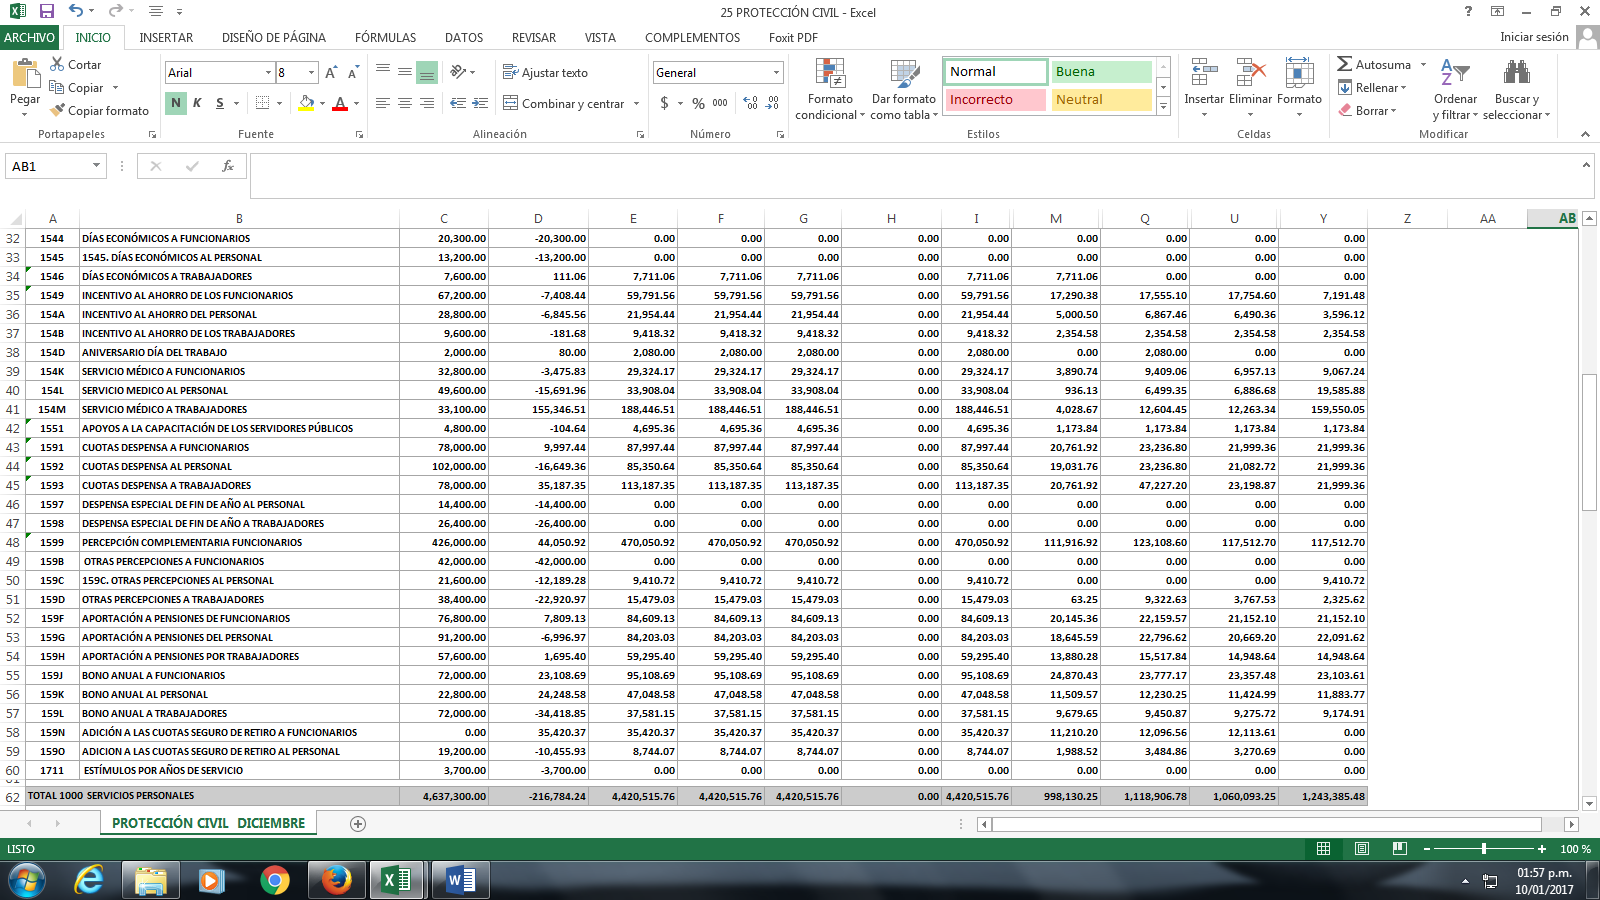 25 PROTECCIÓN CIVIL - Excel
ARCHIVO INICIO INSERTAR DISEÑO DE PÁGINA FÓRMULAS DATOS REVISAR VISTA COMPLEMENTOS Foxit PDF Iniciar sesión
Pegar Cortar Copiar Copiar formato Portapapeles
Arial 8 N K S Fuente
Ajustar texto Combinar y centrar Alineación
General $ % 000 Número
Formato condicional Dar formato como tabla Normal Buena Incorrecto Neutral Estilos
Insertar Eliminar Formato Celdas
Autosuma Rellenar Borrar Ordenar y filtrar Buscar y seleccionar Modificar
AB1 fx
A B C D E F G H I M Q U Y Z AA AB
32 1544 DÍAS ECONÓMICOS A FUNCIONARIOS 20,300.00 -20,300.00 0.00 0.00 0.00 0.00 0.00 0.00 0.00 0.00 0.00
33 1545 1545. DÍAS ECONÓMICOS AL PERSONAL 13,200.00 -13,200.00 0.00 0.00 0.00 0.00 0.00 0.00 0.00 0.00 0.00
34 1546 DÍAS ECONÓMICOS A TRABAJADORES 7,600.00 111.06 7,711.06 7,711.06 7,711.06 0.00 7,711.06 7,711.06 0.00 0.00 0.00
35 1549 INCENTIVO AL AHORRO DE LOS FUNCIONARIOS 67,200.00 -7,408.44 59,791.56 59,791.56 59,791.56 0.00 59,791.56 17,290.38 17,555.10 17,754.60 7,191.48
36 154A INCENTIVO AL AHORRO DEL PERSONAL 28,800.00 -6,845.56 21,954.44 21,954.44 21,954.44 0.00 21,954.44 5,000.50 6,867.46 6,490.36 3,596.12
37 154B INCENTIVO AL AHORRO DE LOS TRABAJADORES 9,600.00 -181.68 9,418.32 9,418.32 9,418.32 0.00 9,418.32 2,354.58 2,354.58 2,354.58 2,354.58
38 154D ANIVERSARIO DÍA DEL TRABAJO 2,000.00 80.00 2,080.00 2,080.00 2,080.00 0.00 2,080.00 0.00 2,080.00 0.00 0.00
39 154K SERVICIO MÉDICO A FUNCIONARIOS 32,800.00 -3,475.83 29,324.17 29,324.17 29,324.17 0.00 29,324.17 3,890.74 9,409.06 6,957.13 9,067.24
40 154L SERVICIO MEDICO AL PERSONAL 49,600.00 -15,691.96 33,908.04 33,908.04 33,908.04 0.00 33,908.04 936.13 6,499.35 6,886.68 19,585.88
41 154M SERVICIO MÉDICO A TRABAJADORES 33,100.00 155,346.51 188,446.51 188,446.51 188,446.51 0.00 188,446.51 4,028.67 12,604.45 12,263.34 159,550.05
42 1551 APOYOS A LA CAPACITACIÓN DE LOS SERVIDORES PÚBLICOS 4,800.00 -104.64 4,695.36 4,695.36 4,695.36 0.00 4,695.36 1,173.84 1,173.84 1,173.84 1,173.84
43 1591 CUOTAS DESPENSA A FUNCIONARIOS 78,000.00 9,997.44 87,997.44 87,997.44 87,997.44 0.00 87,997.44 20,761.92 23,236.80 21,999.36 21,999.36
44 1592 CUOTAS DESPENSA AL PERSONAL 102,000.00 -16,649.36 85,350.64 85,350.64 85,350.64 0.00 85,350.64 19,031.76 23,236.80 21,082.72 21,999.36
45 1593 CUOTAS DESPENSA A TRABAJADORES 78,000.00 35,187.35 113,187.35 113,187.35 113,187.35 0.00 113,187.35 20,761.92 47,227.20 23,198.87 21,999.36
46 1597 DESPENSA ESPECIAL DE FIN DE AÑO AL PERSONAL 14,400.00 -14,400.00 0.00 0.00 0.00 0.00 0.00 0.00 0.00 0.00 0.00
47 1598 DESPENSA ESPECIAL DE FIN DE AÑO A TRABAJADORES 26,400.00 -26,400.00 0.00 0.00 0.00 0.00 0.00 0.00 0.00 0.00 0.00
48 1599 PERCEPCIÓN COMPLEMENTARIA FUNCIONARIOS 426,000.00 44,050.92 470,050.92 470,050.92 470,050.92 0.00 470,050.92 111,916.92 123,108.60 117,512.70 117,512.70
49 159B OTRAS PERCEPCIONES A FUNCIONARIOS 42,000.00 -42,000.00 0.00 0.00 0.00 0.00 0.00 0.00 0.00 0.00 0.00
50 159C 159C. OTRAS PERCEPCIONES AL PERSONAL 21,600.00 -12,189.28 9,410.72 9,410.72 9,410.72 0.00 9,410.72 0.00 0.00 0.00 9,410.72
51 159D OTRAS PERCEPCIONES A TRABAJADORES 38,400.00 -22,920.97 15,479.03 15,479.03 15,479.03 0.00 15,479.03 63.25 9,322.63 3,767.53 2,325.62
52 159F APORTACIÓN A PENSIONES DE FUNCIONARIOS 76,800.00 7,809.13 84,609.13 84,609.13 84,609.13 0.00 84,609.13 20,145.36 22,159.57 21,152.10 21,152.10
53 159G APORTACIÓN A PENSIONES DEL PERSONAL 91,200.00 -6,996.97 84,203.03 84,203.03 84,203.03 0.00 84,203.03 18,645.59 22,796.62 20,669.20 22,091.62
54 159H APORTACIÓN A PENSIONES POR TRABAJADORES 57,600.00 1,695.40 59,295.40 59,295.40 59,295.40 0.00 59,295.40 13,880.28 15,517.84 14,948.64 14,948.64
55 159J BONO ANUAL A FUNCIONARIOS 72,000.00 23,108.69 95,108.69 95,108.69 95,108.69 0.00 95,108.69 24,870.43 23,777.17 23,357.48 23,103.61
56 159K BONO ANUAL AL PERSONAL 22,800.00 24,248.58 47,048.58 47,048.58 47,048.58 0.00 47,048.58 11,509.57 12,230.25 11,424.99 11,883.77
57 159L BONO ANUAL A TRABAJADORES 72,000.00 -34,418.85 37,581.15 37,581.15 37,581.15 0.00 37,581.15 9,679.65 9,450.87 9,275.72 9,174.91
58 159N ADICIÓN A LAS CUOTAS SEGURO DE RETIRO A FUNCIONARIOS 0.00 35,420.37 35,420.37 35,420.37 35,420.37 0.00 35,420.37 11,210.20 12,096.56 12,113.61 0.00
59 159O ADICION A LAS CUOTAS SEGURO DE RETIRO AL PERSONAL 19,200.00 -10,455.93 8,744.07 8,744.07 8,744.07 0.00 8,744.07 1,988.52 3,484.86 3,270.69 0.00
60 1711 ESTÍMULOS POR AÑOS DE SERVICIO 3,700.00 -3,700.00 0.00 0.00 0.00 0.00 0.00 0.00 0.00 0.00 0.00
62 TOTAL 1000 SERVICIOS PERSONALES 4,637,300.00 -216,784.24 4,420,515.76 4,420,515.76 4,420,515.76 0.00 4,420,515.76 998,130.25 1,118,906.78 1,060,093.25 1,243,385.48
PROTECCIÓN CIVIL DICIEMBRE
LISTO 100 %
01:57 p.m.
10/01/2017